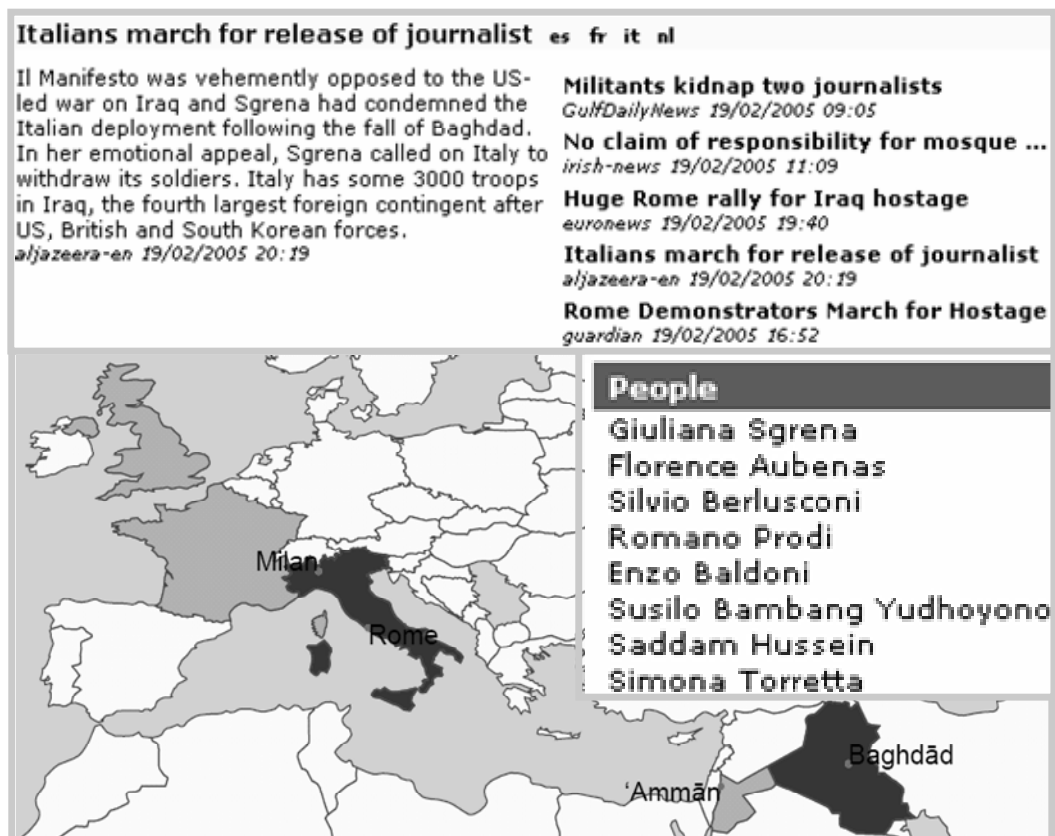 Italians march for release of journalist es fr it nl
Il Manifesto was vehemently opposed to the US-
led war on Iraq and Sgrena had condemned the
Italian deployment following the fall of Baghdad.
In her emotional appeal, Sgrena called on Italy to
withdraw its soldiers. Italy has some 3000 troops
in Iraq, the fourth largest foreign contingent after
US, British and South Korean forces.
aljazeera-en 19/02/2005 20:19
Militants kidnap two journalists
GulfDailyNews 19/02/2005 09:05
No claim of responsibility for mosque ...
irish-news 19/02/2005 11:09
Huge Rome rally for Iraq hostage
euronews 19/02/2005 19:40
Italians march for release of journalist
aljazeera-en 19/02/2005 20:19
Rome Demonstrators March for Hostage
guardian 19/02/2005 16:52
People
Giuliana Sgrena
Florence Aubenas
Silvio Berlusconi
Romano Prodi
Enzo Baldoni
Susilo Bambang Yudhoyono
Saddam Hussein
Simona Torretta
Milan
Rome
Baghdād
‘Ammān